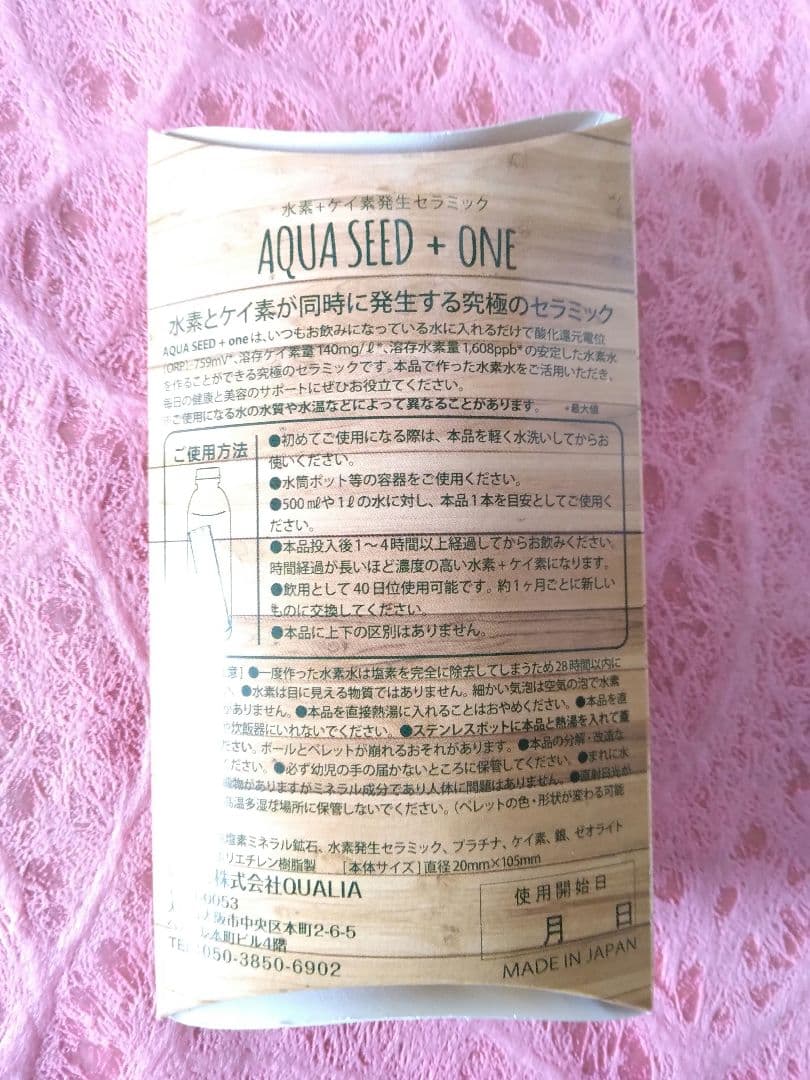 水素+ケイ素発生セラミック
AQUA SEED + ONE
水素とケイ素が同時に発生する究極のセラミック
AQUA SEED + oneは、いつもお飲みになっている水に入れるだけで酸化還元電位
(ORP)-759mV*、溶存ケイ素量140mg/ℓ*、溶存水素量1,608ppb*の安定した水素水
を作ることができる究極のセラミックです。本品で作った水素水をご活用いただき、
毎日の健康と美容のサポートにぜひお役立てください。
※ご使用になる水の水質や水温などによって異なることがあります。 *最大値
ご使用方法
●初めてご使用になる際は、本品を軽く水洗いしてからお
使いください。
●水筒ポット等の容器をご使用ください。
●500㎖や1ℓの水に対し、本品1本を目安としてご使用く
ださい。
●本品投入後1〜4時間以上経過してからお飲みください。
時間経過が長いほど濃度の高い水素+ケイ素になります。
●飲用として40日位使用可能です。約1ヶ月ごとに新しい
ものに交換してください。
●本品に上下の区別はありません。
意]●一度作った水素水は塩素を完全に除去してしまうため28時間以内に
い。●水素は目に見える物質ではありません。細かい気泡は空気の泡で水素
がありません。●本品を直接熱湯に入れることはおやめください。●本品を直
や炊飯器にいれないでください。●ステンレスポットに本品と熱湯を入れて蓋
ださい。ボールとペレットが崩れるおそれがあります。●本品の分解・改造な
ください。●必ず幼児の手の届かないところに保管してください。●まれに水
物がありますがミネラル成分であり人体に問題はありません。●直射日光が
高温多湿な場所に保管しないでください。(ペレットの色・形状が変わる可能
塩素ミネラル鉱石、水素発生セラミック、プラチナ、ケイ素、銀、ゼオライト
リエチレン樹脂製 [本体サイズ]直径20mm×105mm
株式会社QUALIA
0053
大阪市中央区本町2-6-5
ル本町ビル4階
TEL:050-3850-6902
使用開始日
月 日
MADE IN JAPAN